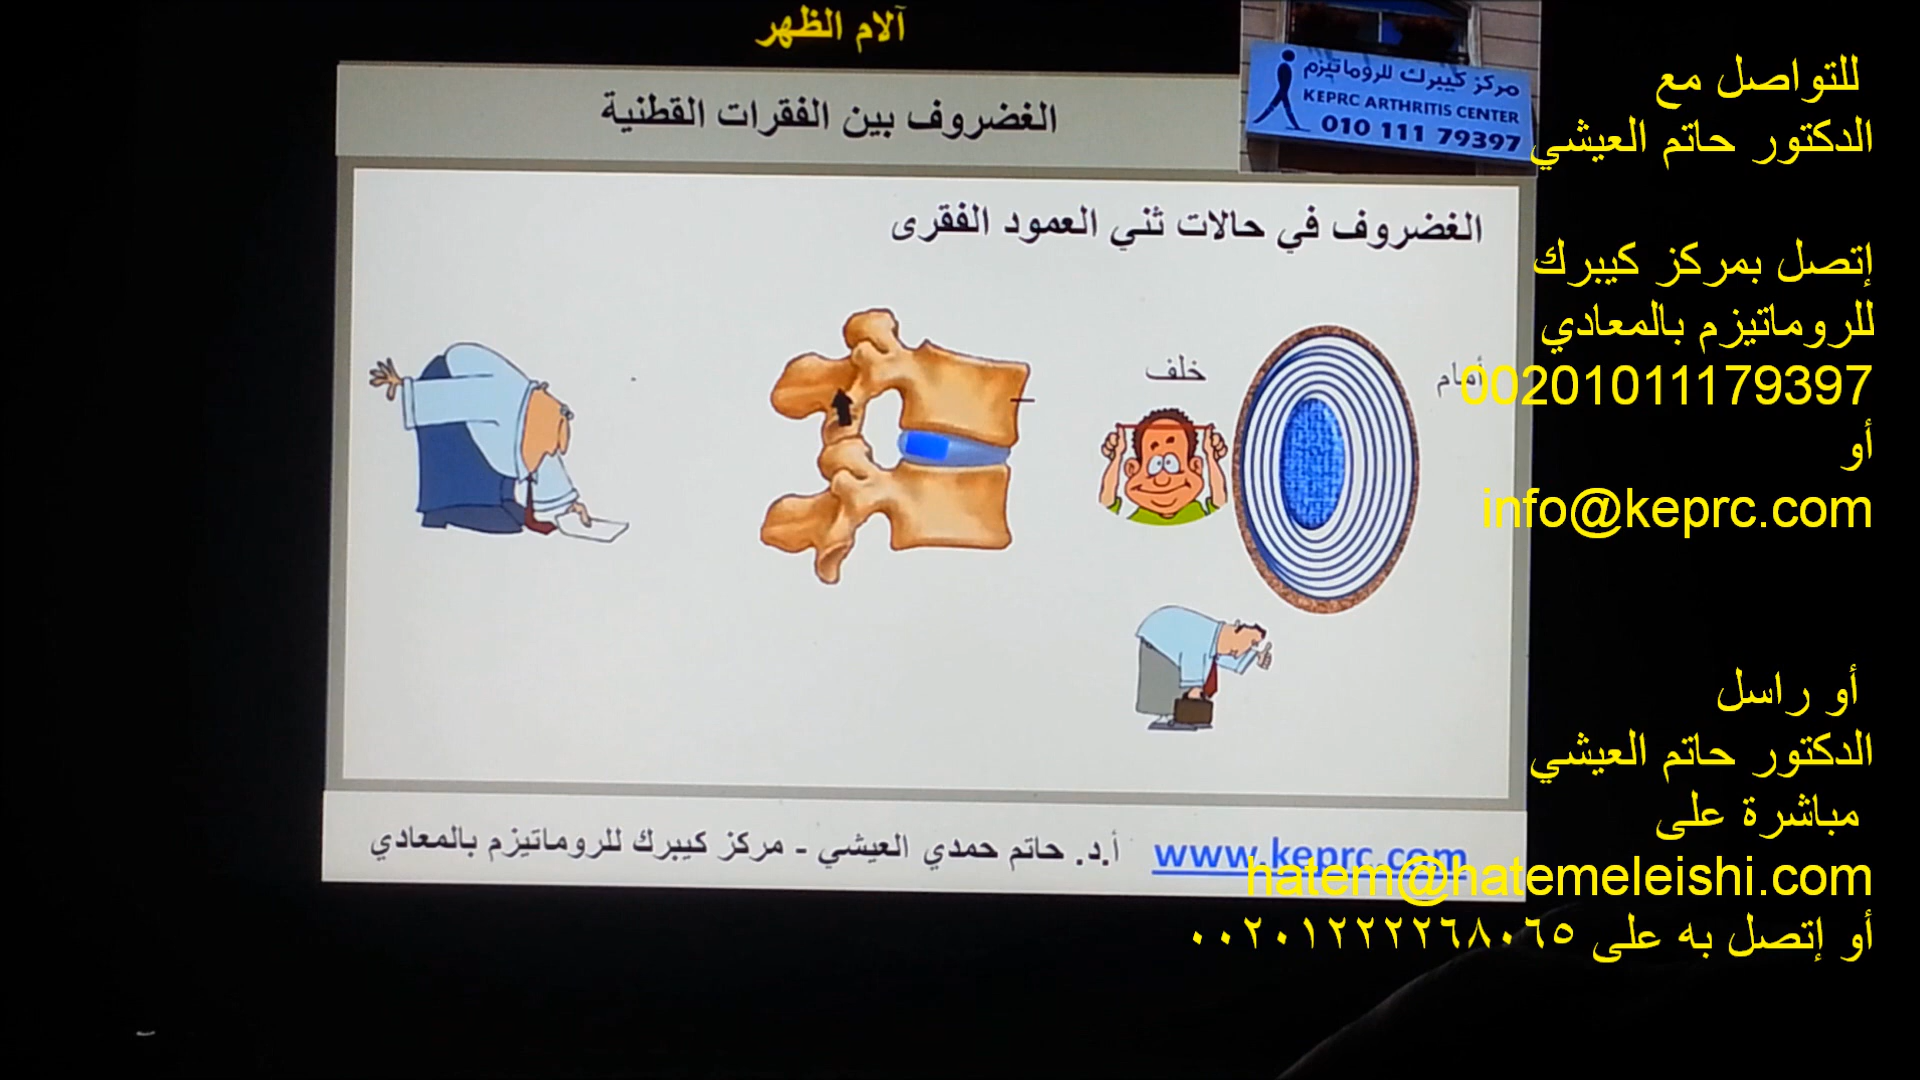 آلام الظهر
الغضروف بين الفقرات القطنية
مركز كيبرك للروماتيزم
KEPRC ARTHRITIS CENTER
010 111 79397
الغضروف في حالات ثني العمود الفقرى
خلف
أمام
أ.د. حاتم حمدي العيشي - مركز كيبرك للروماتيزم بالمعادي
www.keprc.com
للتواصل مع
الدكتور حاتم العيشي
إتصل بمركز كيبرك
للروماتيزم بالمعادي
00201011179397
أو
info@keprc.com
أو راسل
الدكتور حاتم العيشي
مباشرة على
hatem@hatemeleishi.com
أو إتصل به على ٠٠٢٠١٢٢٢٢٦٨٠٦٥